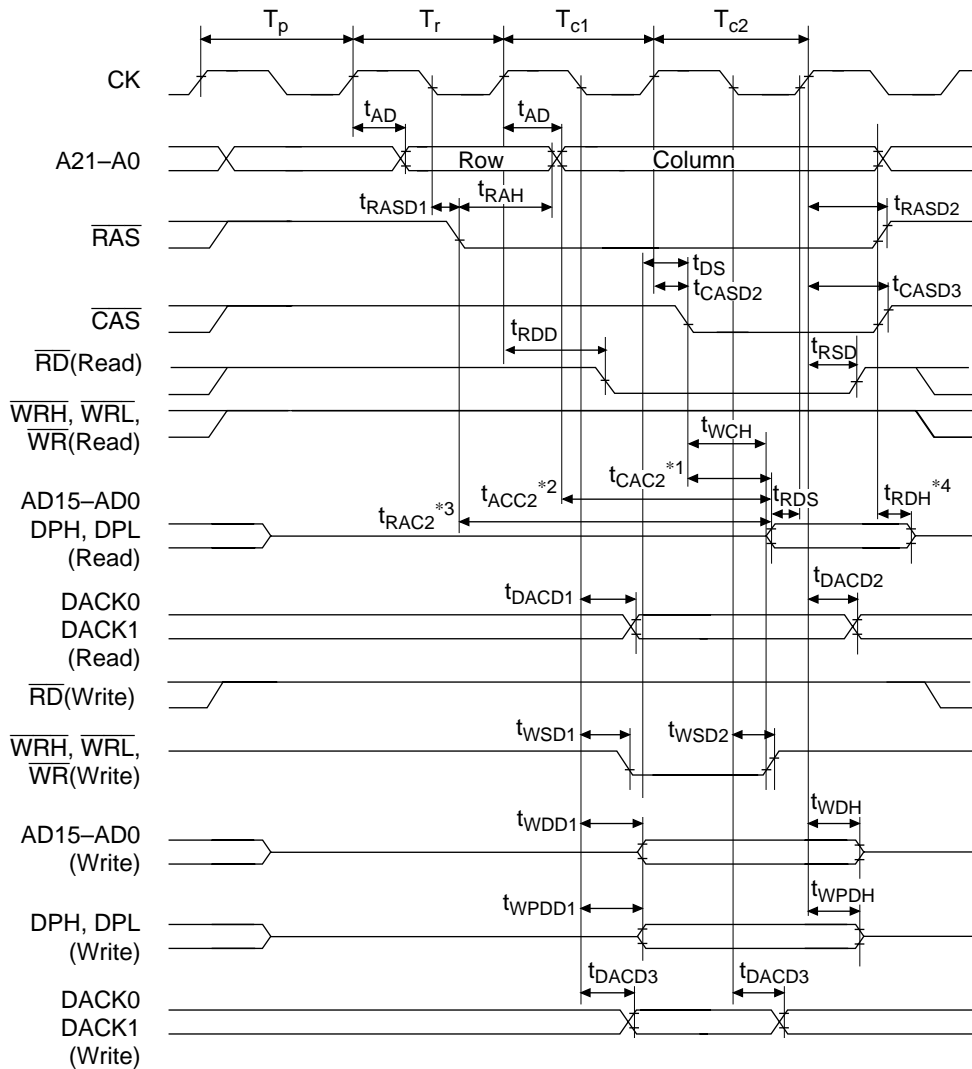 Tp Tr Tc1 Tc2
CK
tAD tAD
A21–A0 Row Column
tRASD1 tRAH tRASD2
RAS
tDS
tCASD2 tCASD3
CAS
tRDD tRSD
RD(Read)
WRH, WRL,
WR(Read)
tWCH
tCAC2*1
AD15–AD0 tACC2*2 tRDS tRDH*4
DPH, DPL tRAC2*3
(Read)
tDACD1 tDACD2
DACK0
DACK1
(Read)
RD(Write)
tWSD1 tWSD2
WRH, WRL,
WR(Write)
tWDD1 tWDH
AD15–AD0
(Write)
tWPDD1 tWPDH
DPH, DPL
(Write)
tDACD3 tDACD3
DACK0
DACK1
(Write)